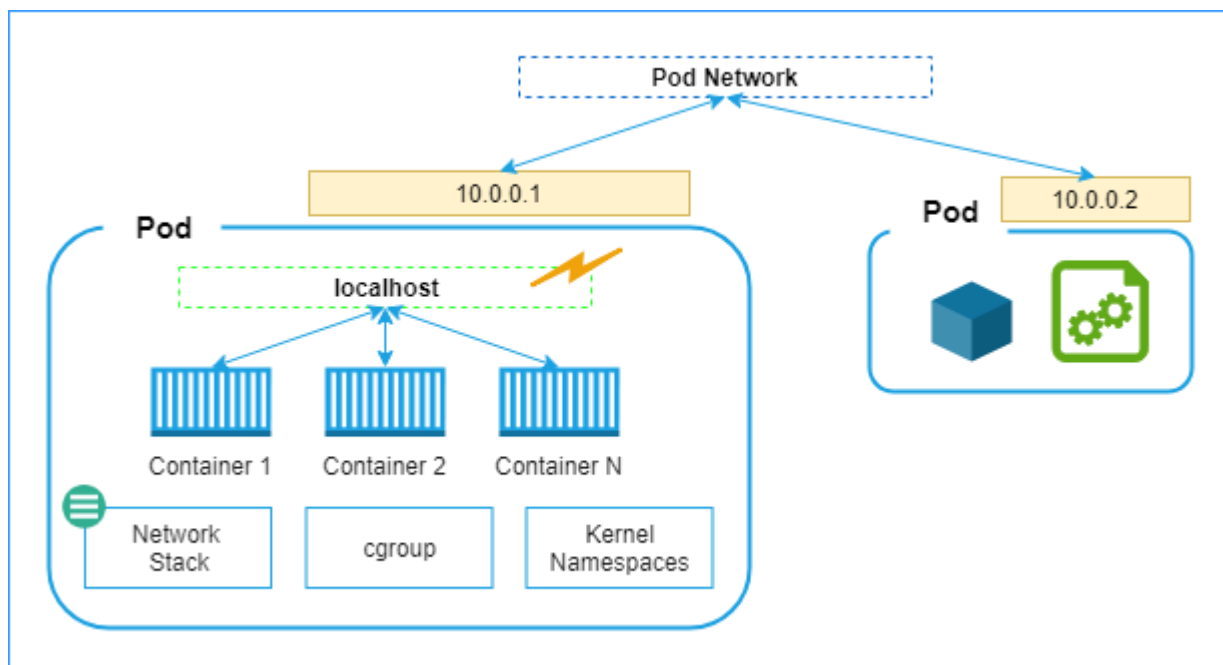 Pod Network
10.0.0.1
10.0.0.2
Pod
Pod
localhost
Container 1
Container 2
Container N
Network
Stack
cgroup
Kernel
Namespaces